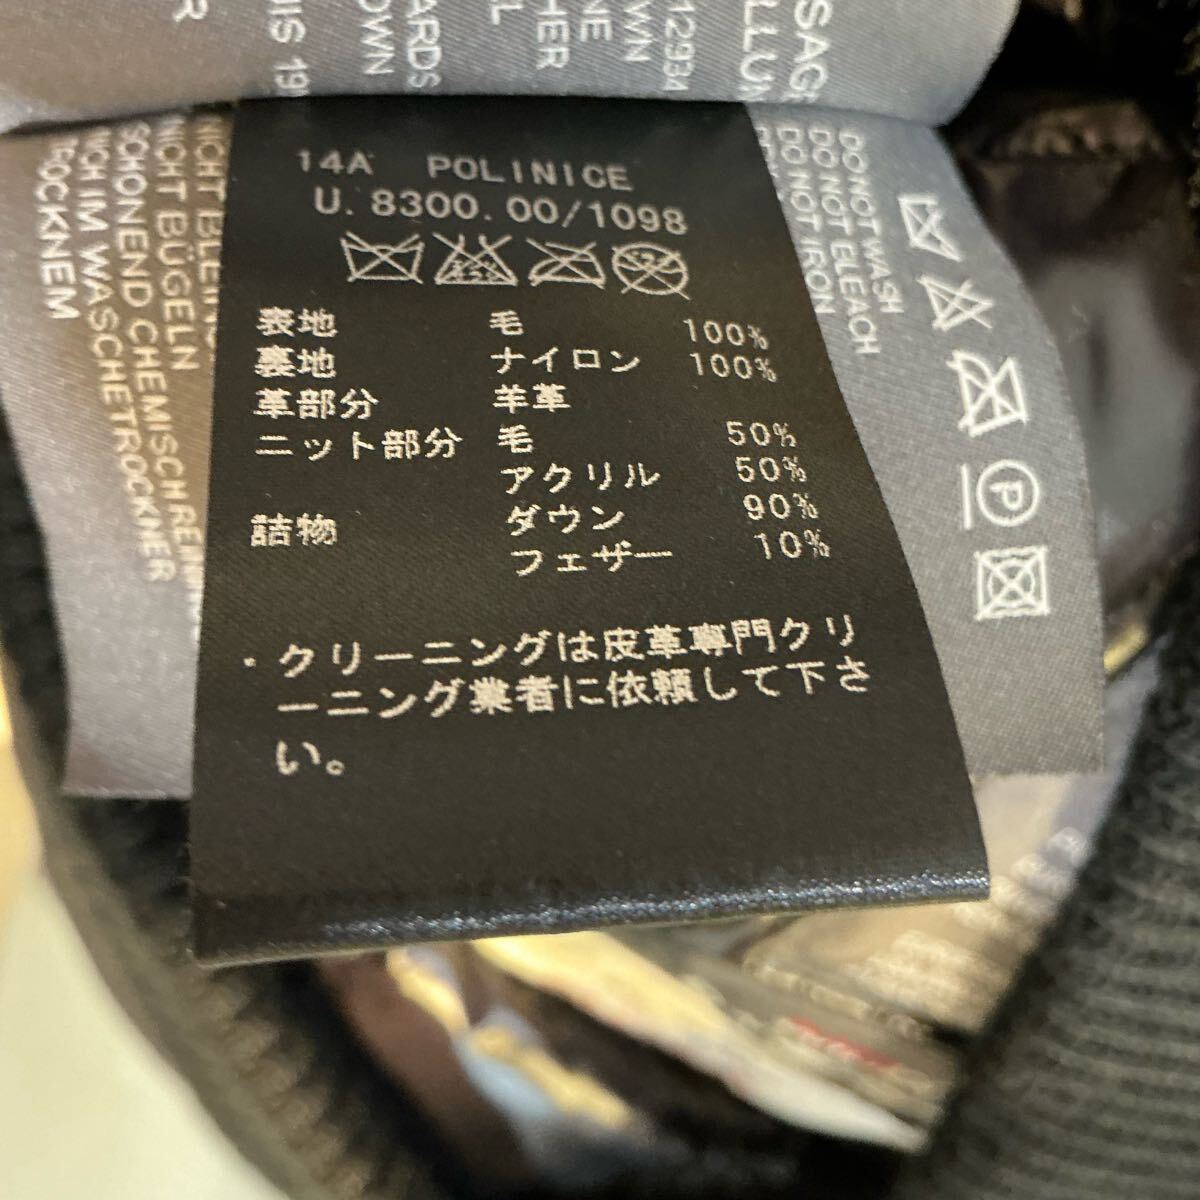 14A POLINICE
U. 8300. 00/1098
表地 毛 100%
裏地 ナイロン 100%
革部分 羊革
ニット部分 毛 50%
アクリル 50%
詰物 ダウン 90%
フェザー 10%
・クリーニングは皮革専門クリ
ーニング業者に依頼して下さ
い。
DO NOT WASH
DO NOT BLEACH
DO NOT IRON
P
NICHT BÜGELN
SCHONEND CHEMISCH
NICH IM WASCHETROCKNER
TROCKNEM
12934